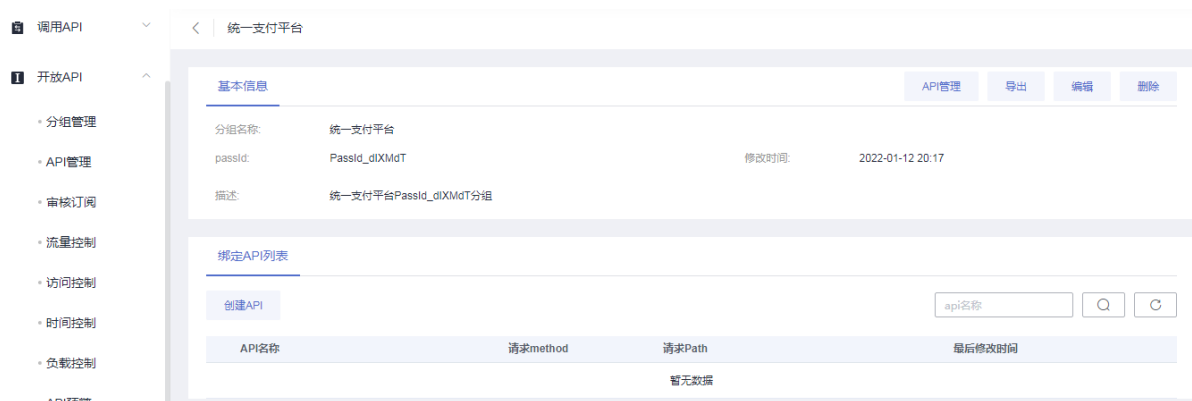 调用API
统一支付平台
开放API
基本信息
API管理 导出 编辑 删除
分组管理
分组名称: 统一支付平台
API管理
passId: PassId_dIXMdT 修改时间: 2022-01-12 20:17
审核订阅
描述: 统一支付平台PassId_dIXMdT分组
流量控制
绑定API列表
访问控制
创建API
api名称
时间控制
API名称 请求method 请求Path 最后修改时间
负载控制
暂无数据